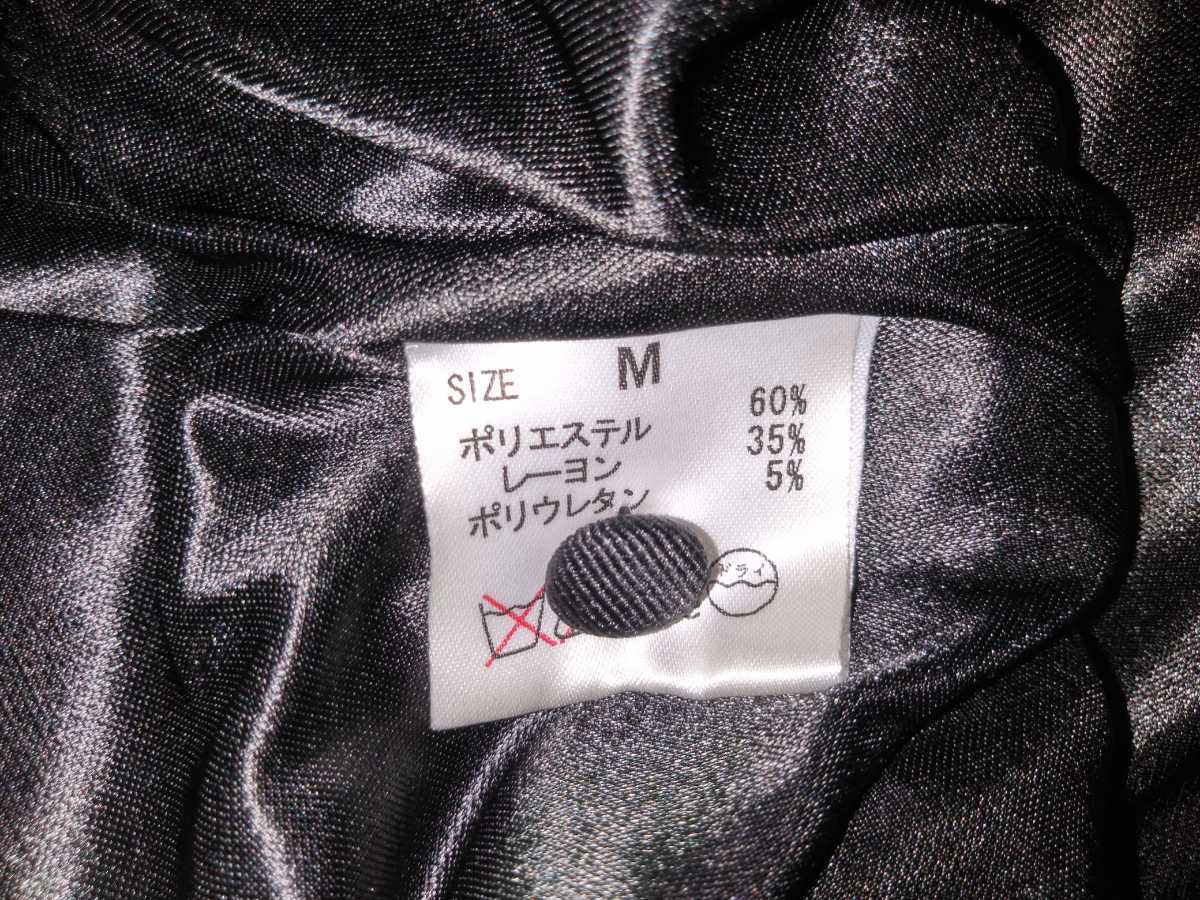 SIZE M
ポリエステル 60%
レーヨン 35%
ポリウレタン 5%
ドライ